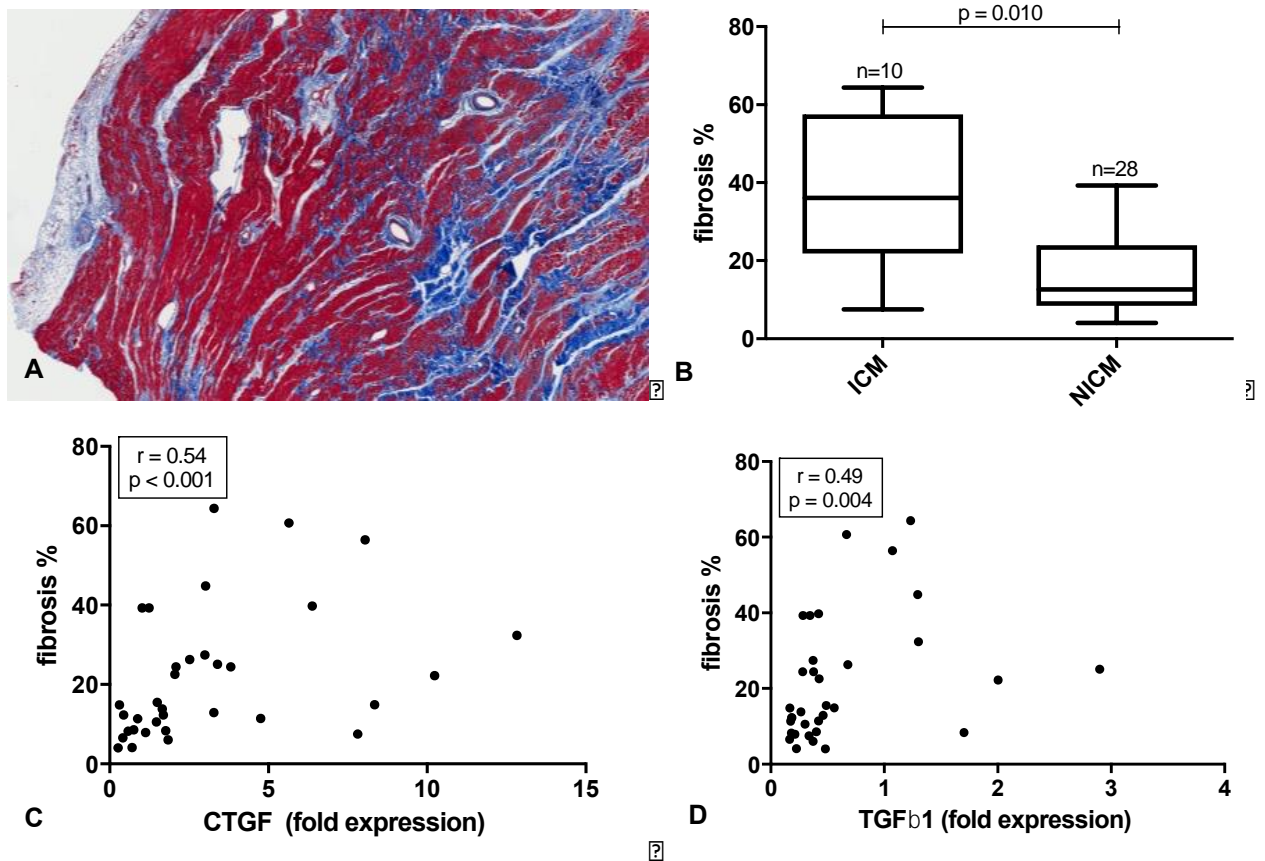 A
p = 0.010
n=10
n=28
80
60
40
20
0
fibrosis %
ICM
NICM
B
r = 0.54
p < 0.001
80
60
40
20
0
fibrosis %
0 5 10 15
CTGF (fold expression)
C
r = 0.49
p = 0.004
80
60
40
20
0
fibrosis %
0 1 2 3 4
TGFb1 (fold expression)
D